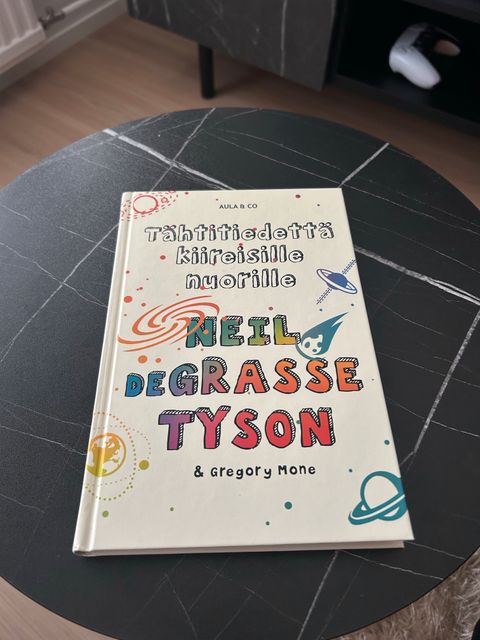 AULA & CO
Tähtitiedettä
kiireisille
nuorille
NEIL
DEGRASSE
TYSON
& Gregory Mone